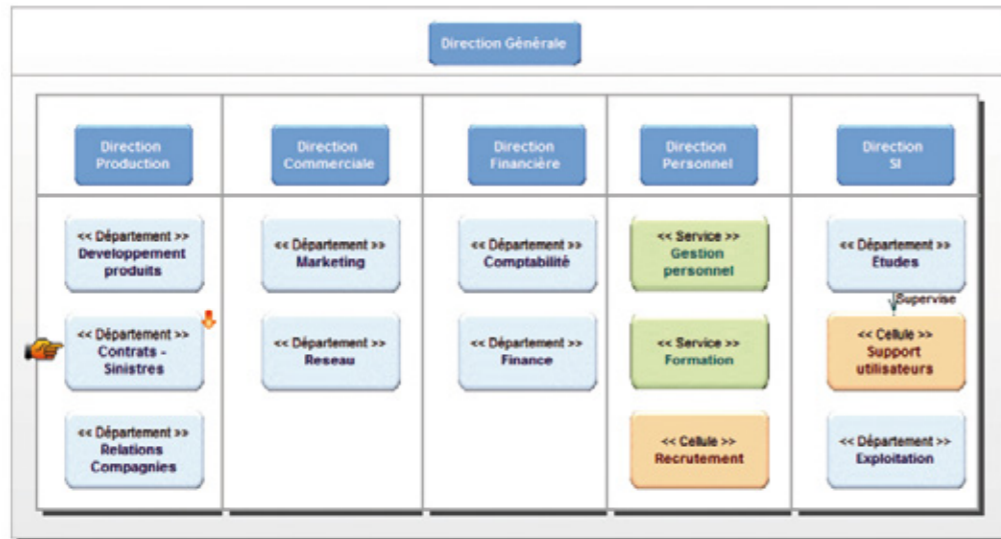 Direction Générale
Direction
Production
Direction
Commerciale
Direction
Financière
Direction
Personnel
Direction
SI
<< Département >>
Developpement
produits
<< Département >>
Marketing
<< Département >>
Comptabilité
<< Service >>
Gestion
personnel
<< Département >>
Etudes
Supervise
<< Département >>
Contrats -
Sinistres
<< Département >>
Reseau
<< Département >>
Finance
<< Service >>
Formation
<< Cellule >>
Support
utilisateurs
<< Département >>
Relations
Compagnies
<< Cellule >>
Recrutement
<< Département >>
Exploitation